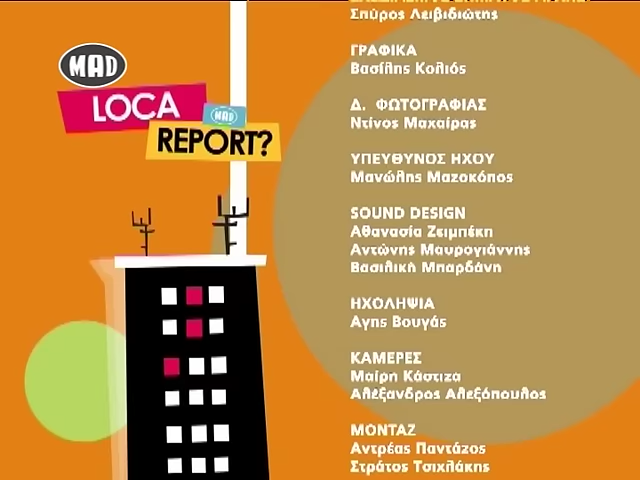 Σπύρος Λειβιδιώτης
ΓΡΑΦΙΚΑ
Βασίλης Κολιός
Δ. ΦΩΤΟΓΡΑΦΙΑΣ
Ντίνος Μαχαίρας
ΥΠΕΥΘΥΝΟΣ ΗΧΟΥ
Μανώλης Μαζοκόπος
SOUND DESIGN
Αθανασία Ζειμπέκη
Αντώνης Μαυρογιάννης
Βασιλική Μπαρδάνη
ΗΧΟΛΗΨΙΑ
Αγης Βουγάς
ΚΑΜΕΡΕΣ
Μαίρη Κάστιζα
Αλέξανδρος Αλεξόπουλος
ΜΟΝΤΑΖ
Αντρέας Παντάζος
Στράτος Τσιχλάκης
MAD
LOCA
MAD
REPORT?